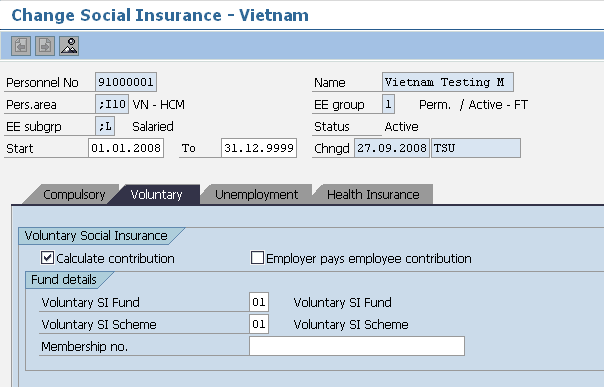 Change Social Insurance - Vietnam
Personnel No 91000001 Name Vietnam Testing M
Pers.area ;I10 VN - HCM EE group 1 Perm. / Active - FT
EE subgrp ;L Salaried Status Active
Start 01.01.2008 To 31.12.9999 Chngd 27.09.2008 TSU
Compulsory Voluntary Unemployment Health Insurance
Voluntary Social Insurance
Calculate contribution Employer pays employee contribution
Fund details
Voluntary SI Fund 01 Voluntary SI Fund
Voluntary SI Scheme 01 Voluntary SI Scheme
Membership no.